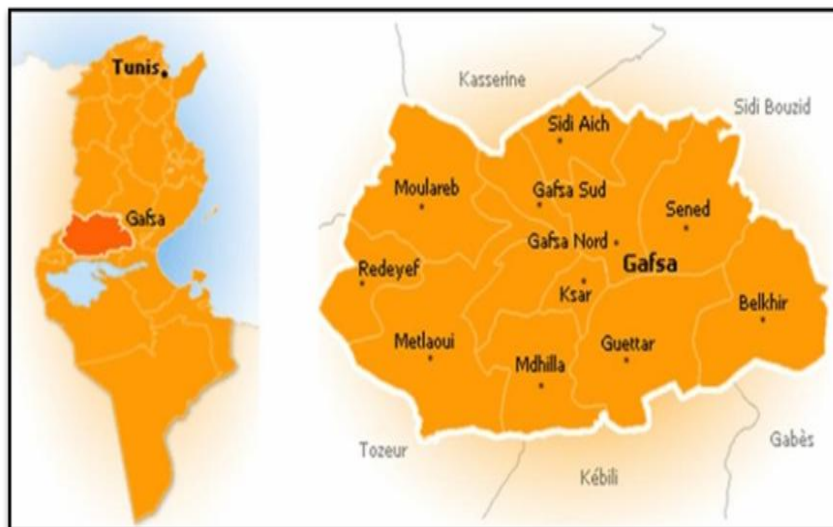 Tunis
Gafsa
Kasserine
Sidi Bouzid
Sidi Aich
Moulareb
Gafsa Sud
Sened
Gafsa Nord
Gafsa
Redeyef
Ksar
Belkhir
Metlaoui
Mdhilla
Guettar
Tozeur
Kébili
Gabès